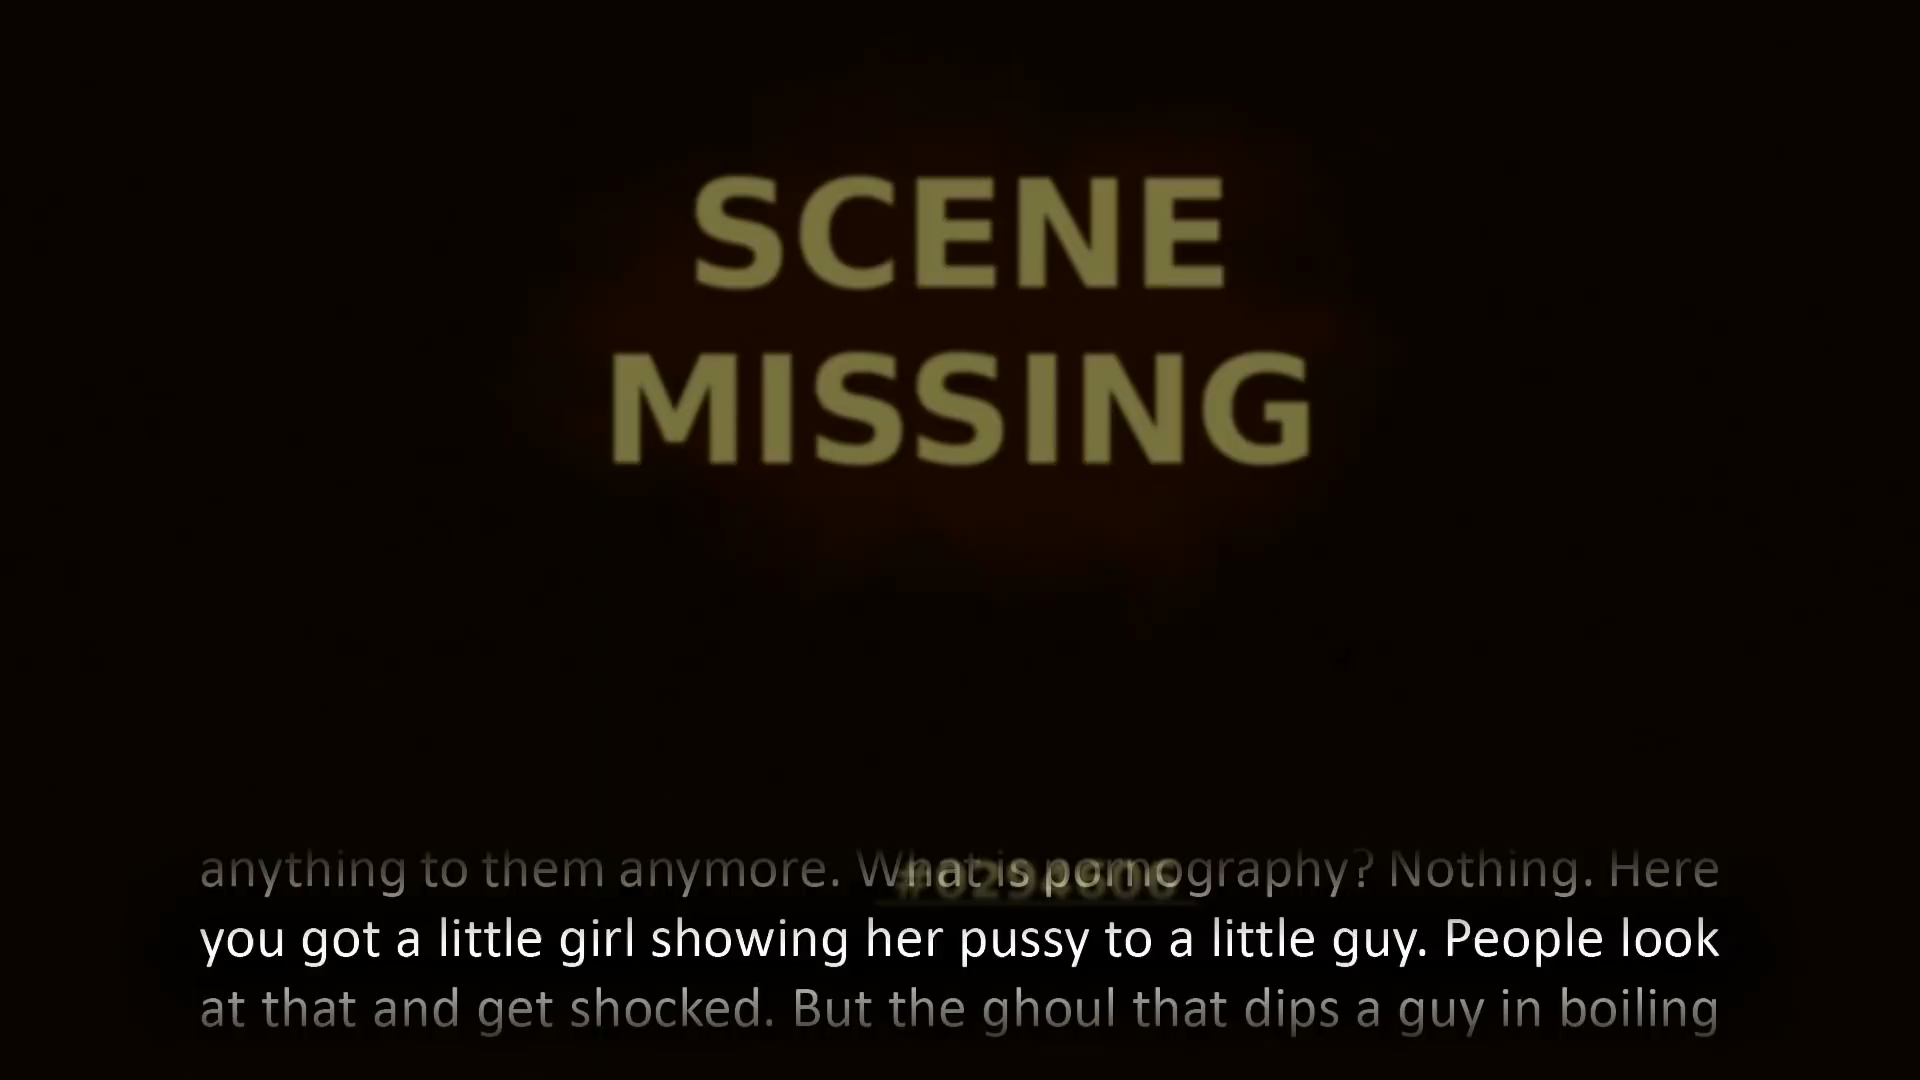 SCENE
MISSING
anything to them anymore. What is pornography? Nothing. Here
you got a little girl showing her pussy to a little guy. People look
at that and get shocked. But the ghoul that dips a guy in boiling